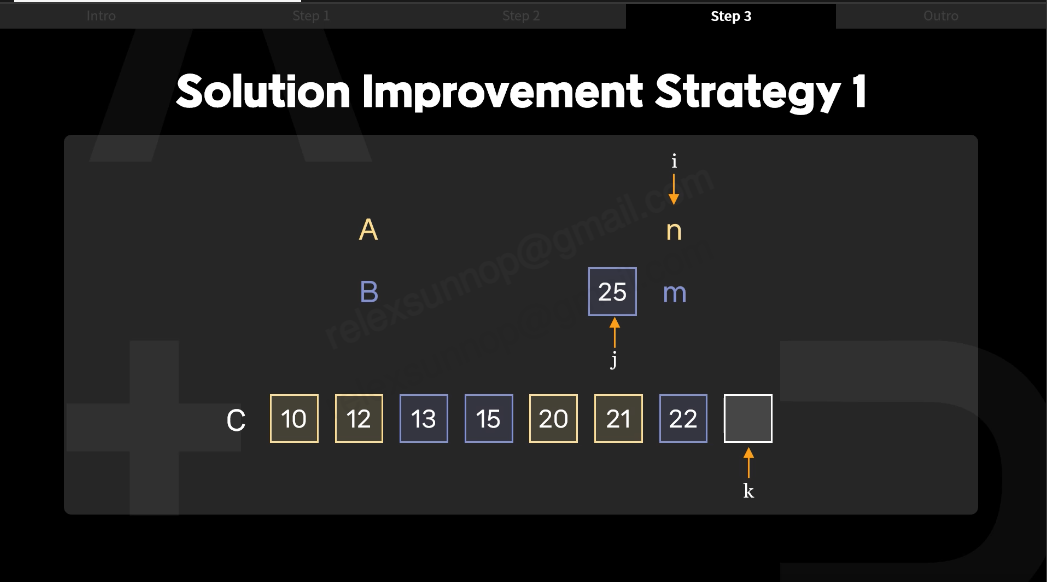 Intro Step 1 Step 2 Step 3 Outro
Solution Improvement Strategy 1
i
A n
B 25 m
j
relexsunnop@gmail.com
C 10 12 13 15 20 21 22
k